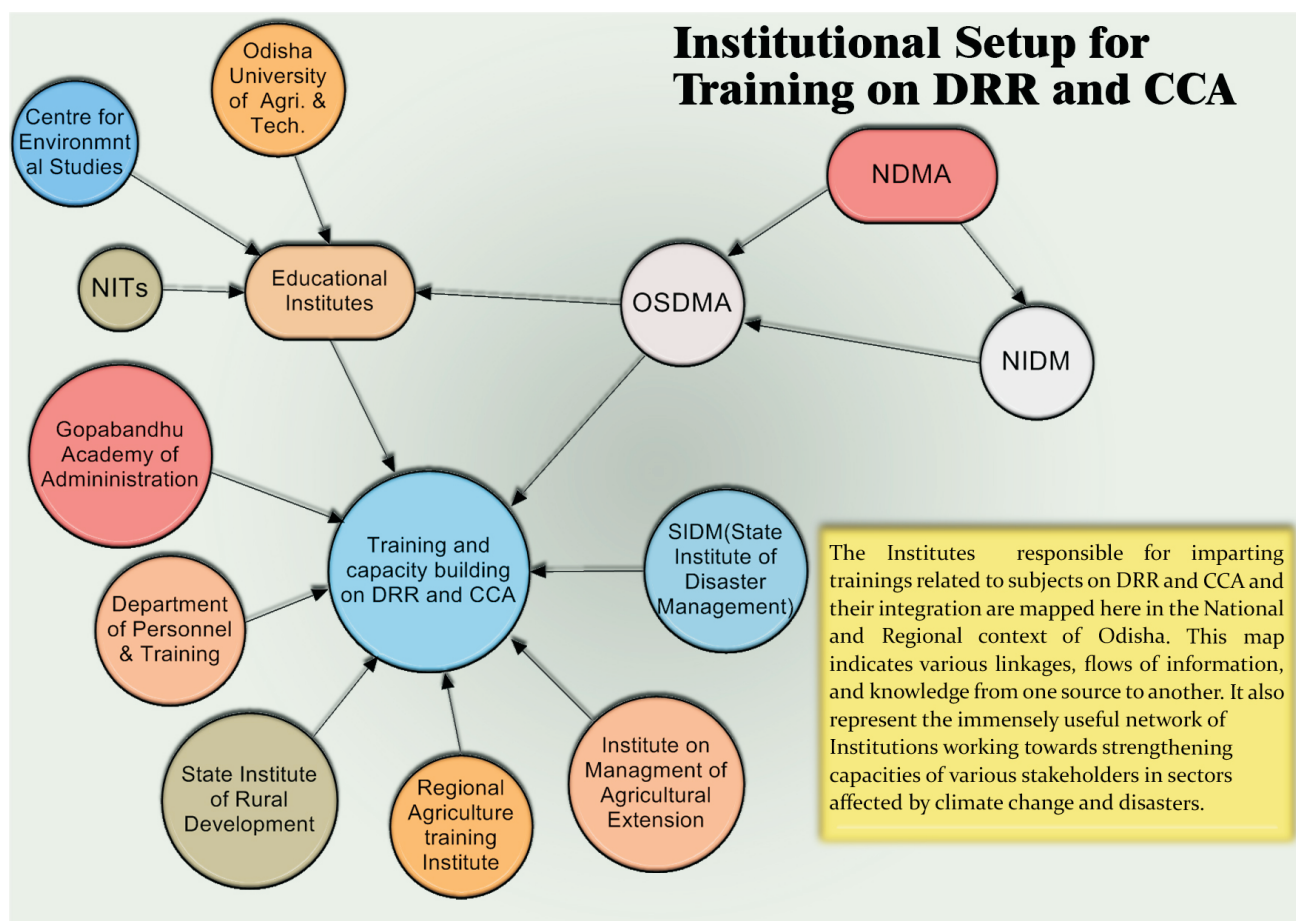 Institutional Setup for
Training on DRR and CCA
Odisha
University
of Agri. &
Tech.
Centre for
Environmnt
al Studies
NDMA
NITs
Educational
Institutes
OSDMA
NIDM
Gopabandhu
Academy of
Admininistration
Training and
capacity building
on DRR and CCA
SIDM(State
Institute of
Disaster
Management)
Department
of Personnel
& Training
State Institute
of Rural
Development
Regional
Agriculture
training
Institute
Institute on
Managment of
Agricultural
Extension
The Institutes responsible for imparting
trainings related to subjects on DRR and CCA and
their integration are mapped here in the National
and Regional context of Odisha. This map
indicates various linkages, flows of information,
and knowledge from one source to another. It also
represent the immensely useful network of
Institutions working towards strengthening
capacities of various stakeholders in sectors
affected by climate change and disasters.